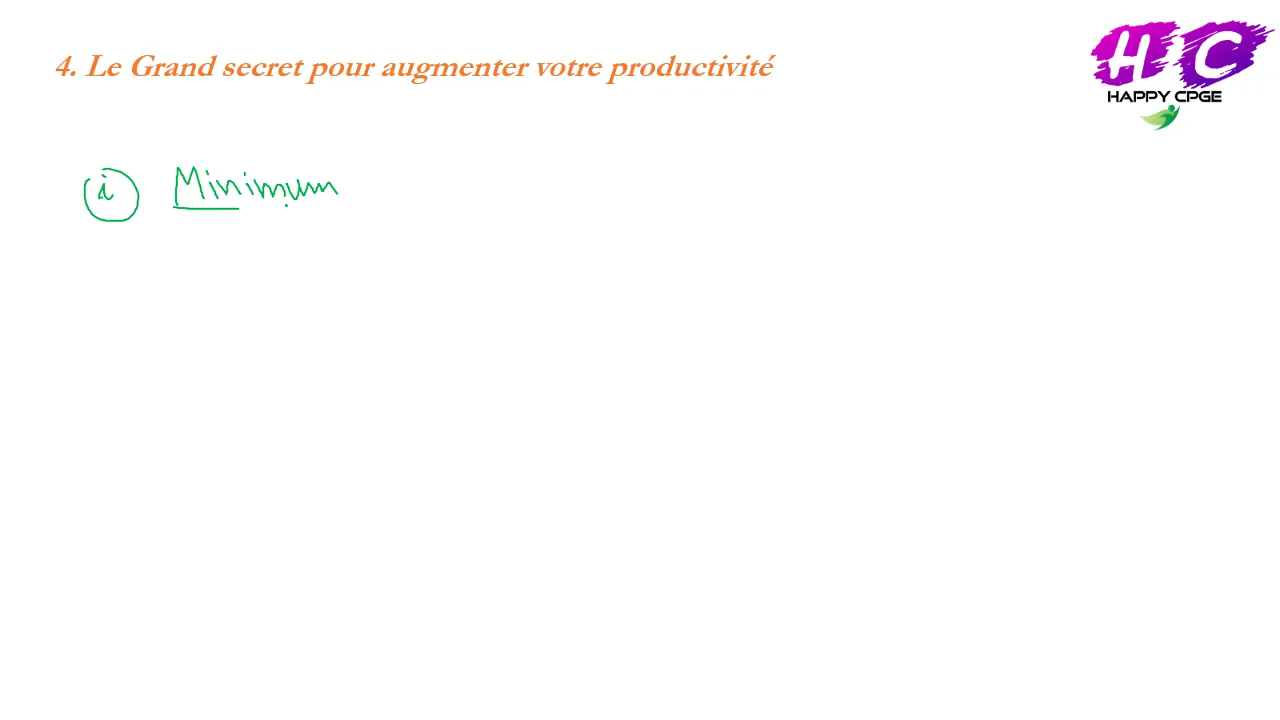 4. Le Grand secret pour augmenter votre productivité
HC
HAPPY CPGE
i Minimum